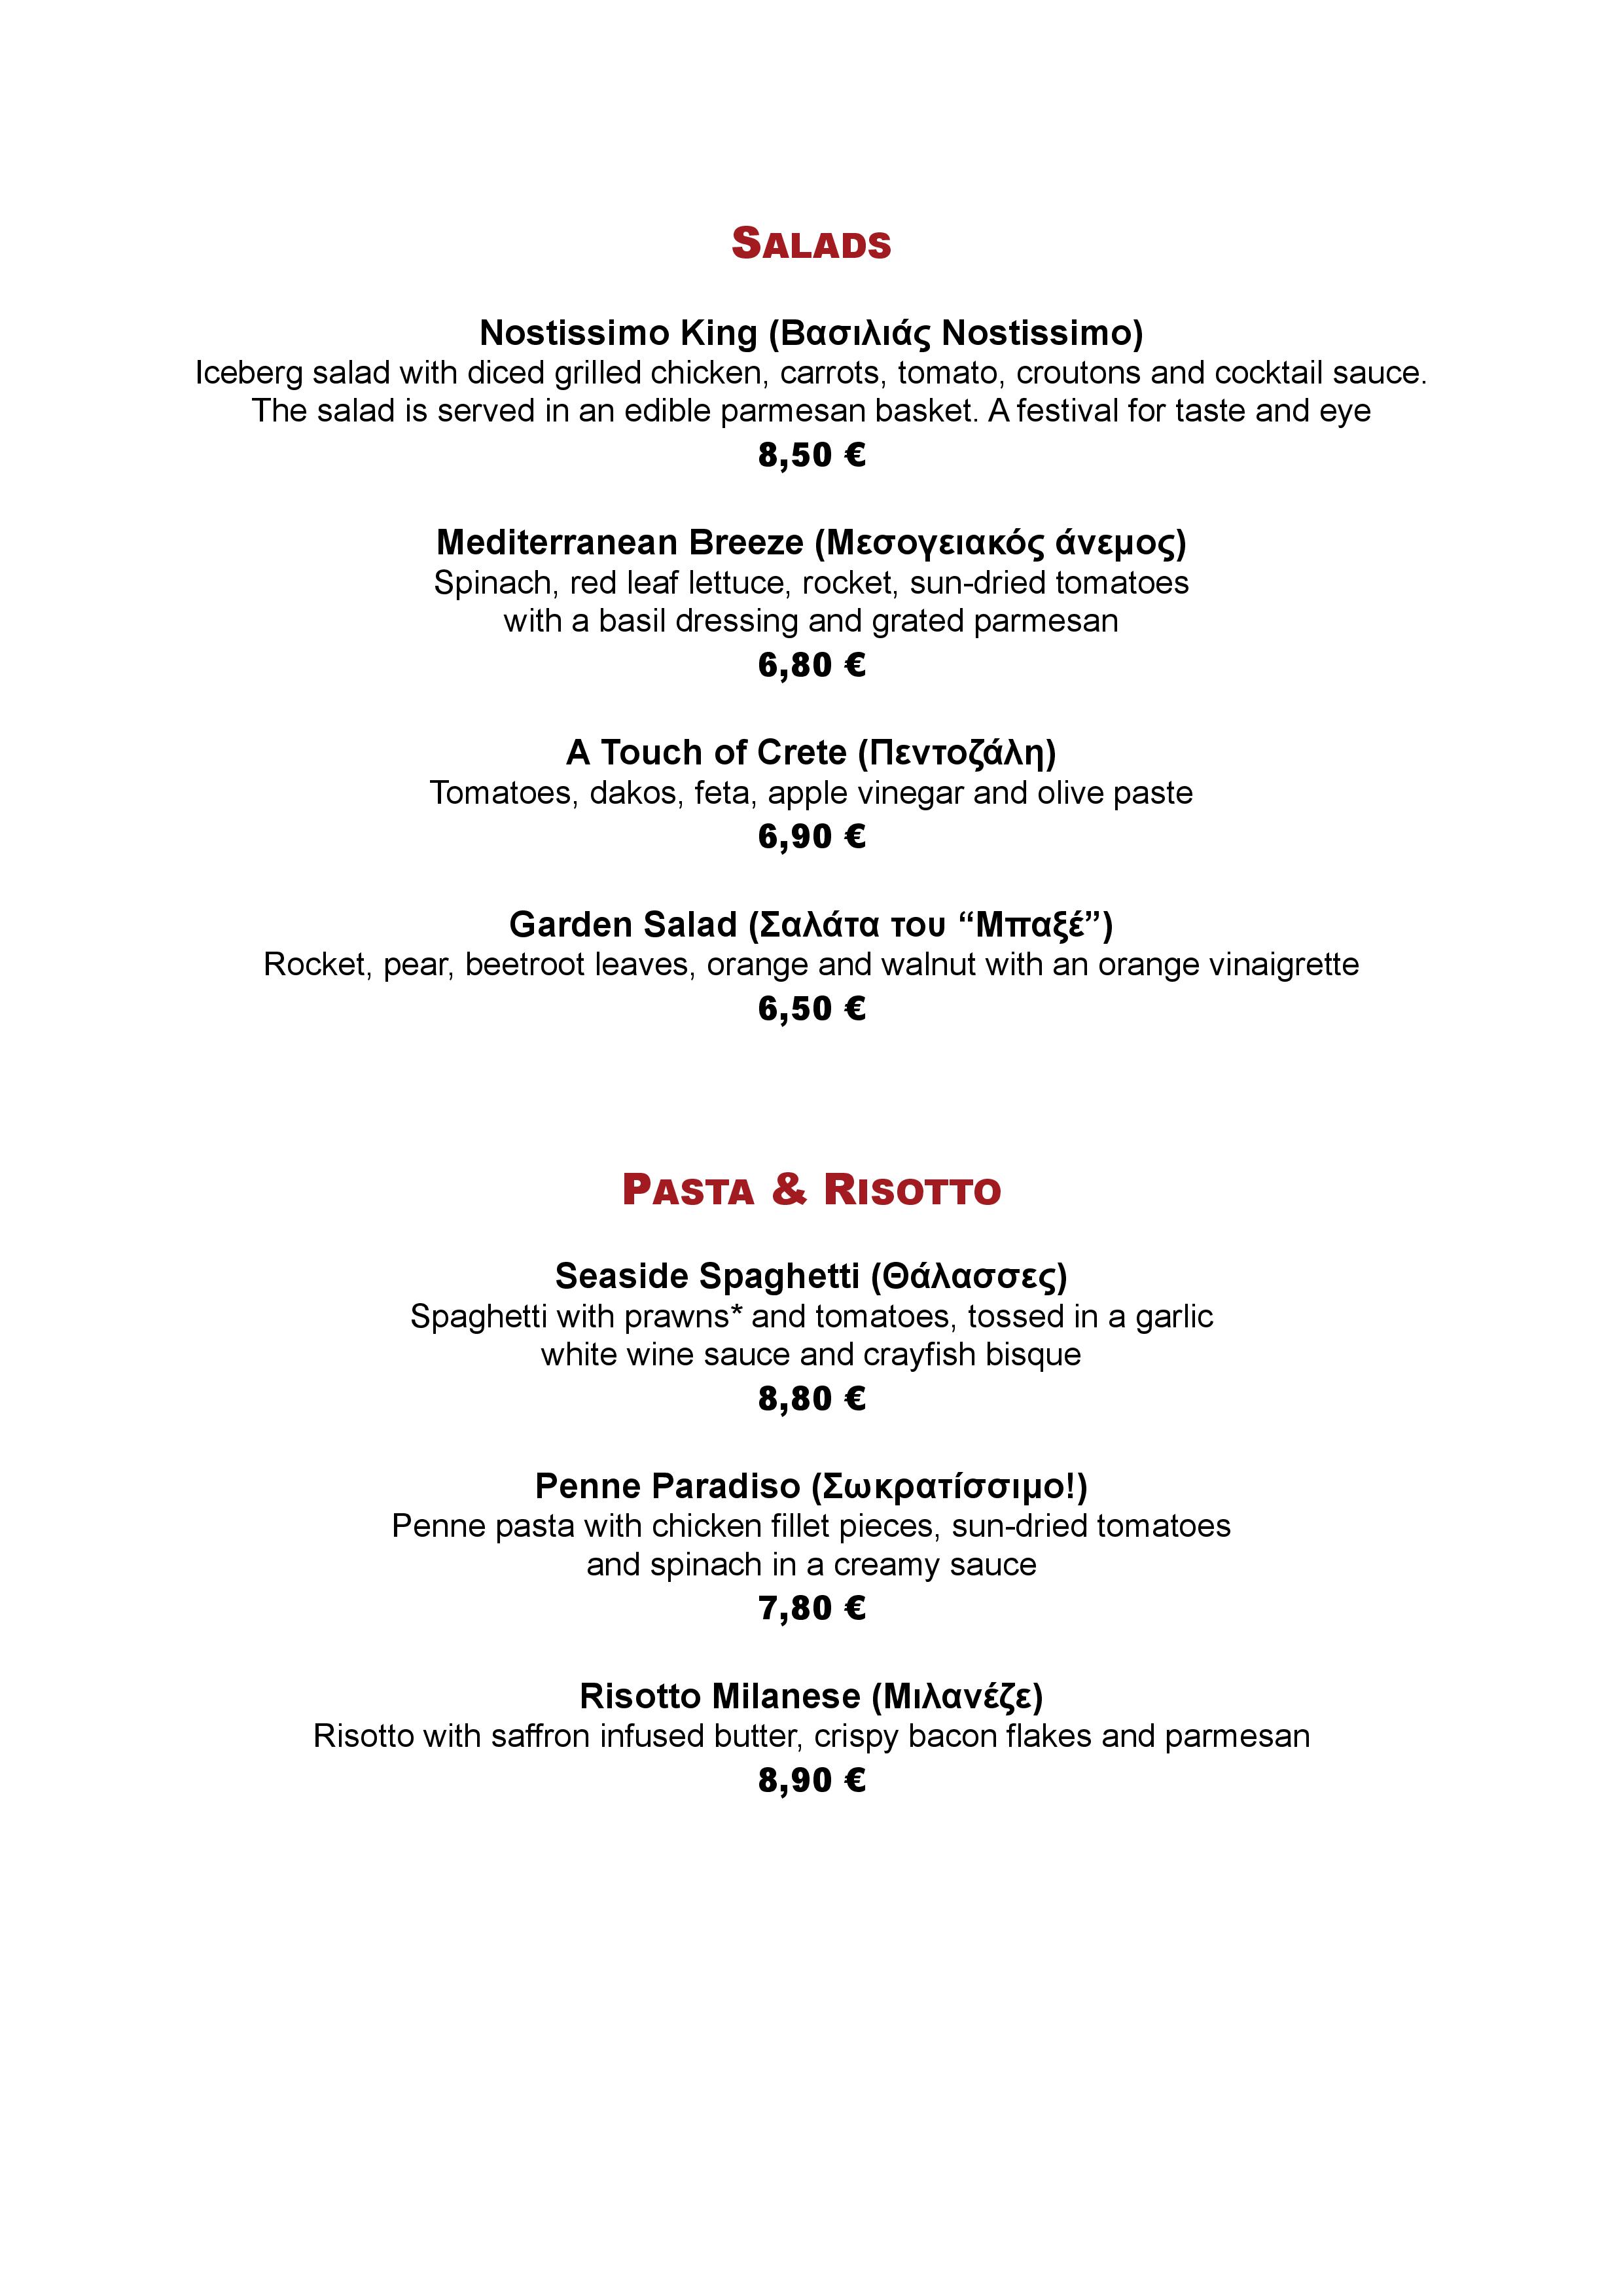 SALADS
Nostissimo King (Βασιλιάς Nostissimo)
Iceberg salad with diced grilled chicken, carrots, tomato, croutons and cocktail sauce.
The salad is served in an edible parmesan basket. A festival for taste and eye
8,50 €
Mediterranean Breeze (Μεσογειακός άνεμος)
Spinach, red leaf lettuce, rocket, sun-dried tomatoes
with a basil dressing and grated parmesan
6,80 €
A Touch of Crete (Πεντοζάλη)
Tomatoes, dakos, feta, apple vinegar and olive paste
6,90 €
Garden Salad (Σαλάτα του “Μπαξέ”)
Rocket, pear, beetroot leaves, orange and walnut with an orange vinaigrette
6,50 €
PASTA & RISOTTO
Seaside Spaghetti (Θάλασσες)
Spaghetti with prawns* and tomatoes, tossed in a garlic
white wine sauce and crayfish bisque
8,80 €
Penne Paradiso (Σωκρατίσσιμο!)
Penne pasta with chicken fillet pieces, sun-dried tomatoes
and spinach in a creamy sauce
7,80 €
Risotto Milanese (Μιλανέζε)
Risotto with saffron infused butter, crispy bacon flakes and parmesan
8,90 €